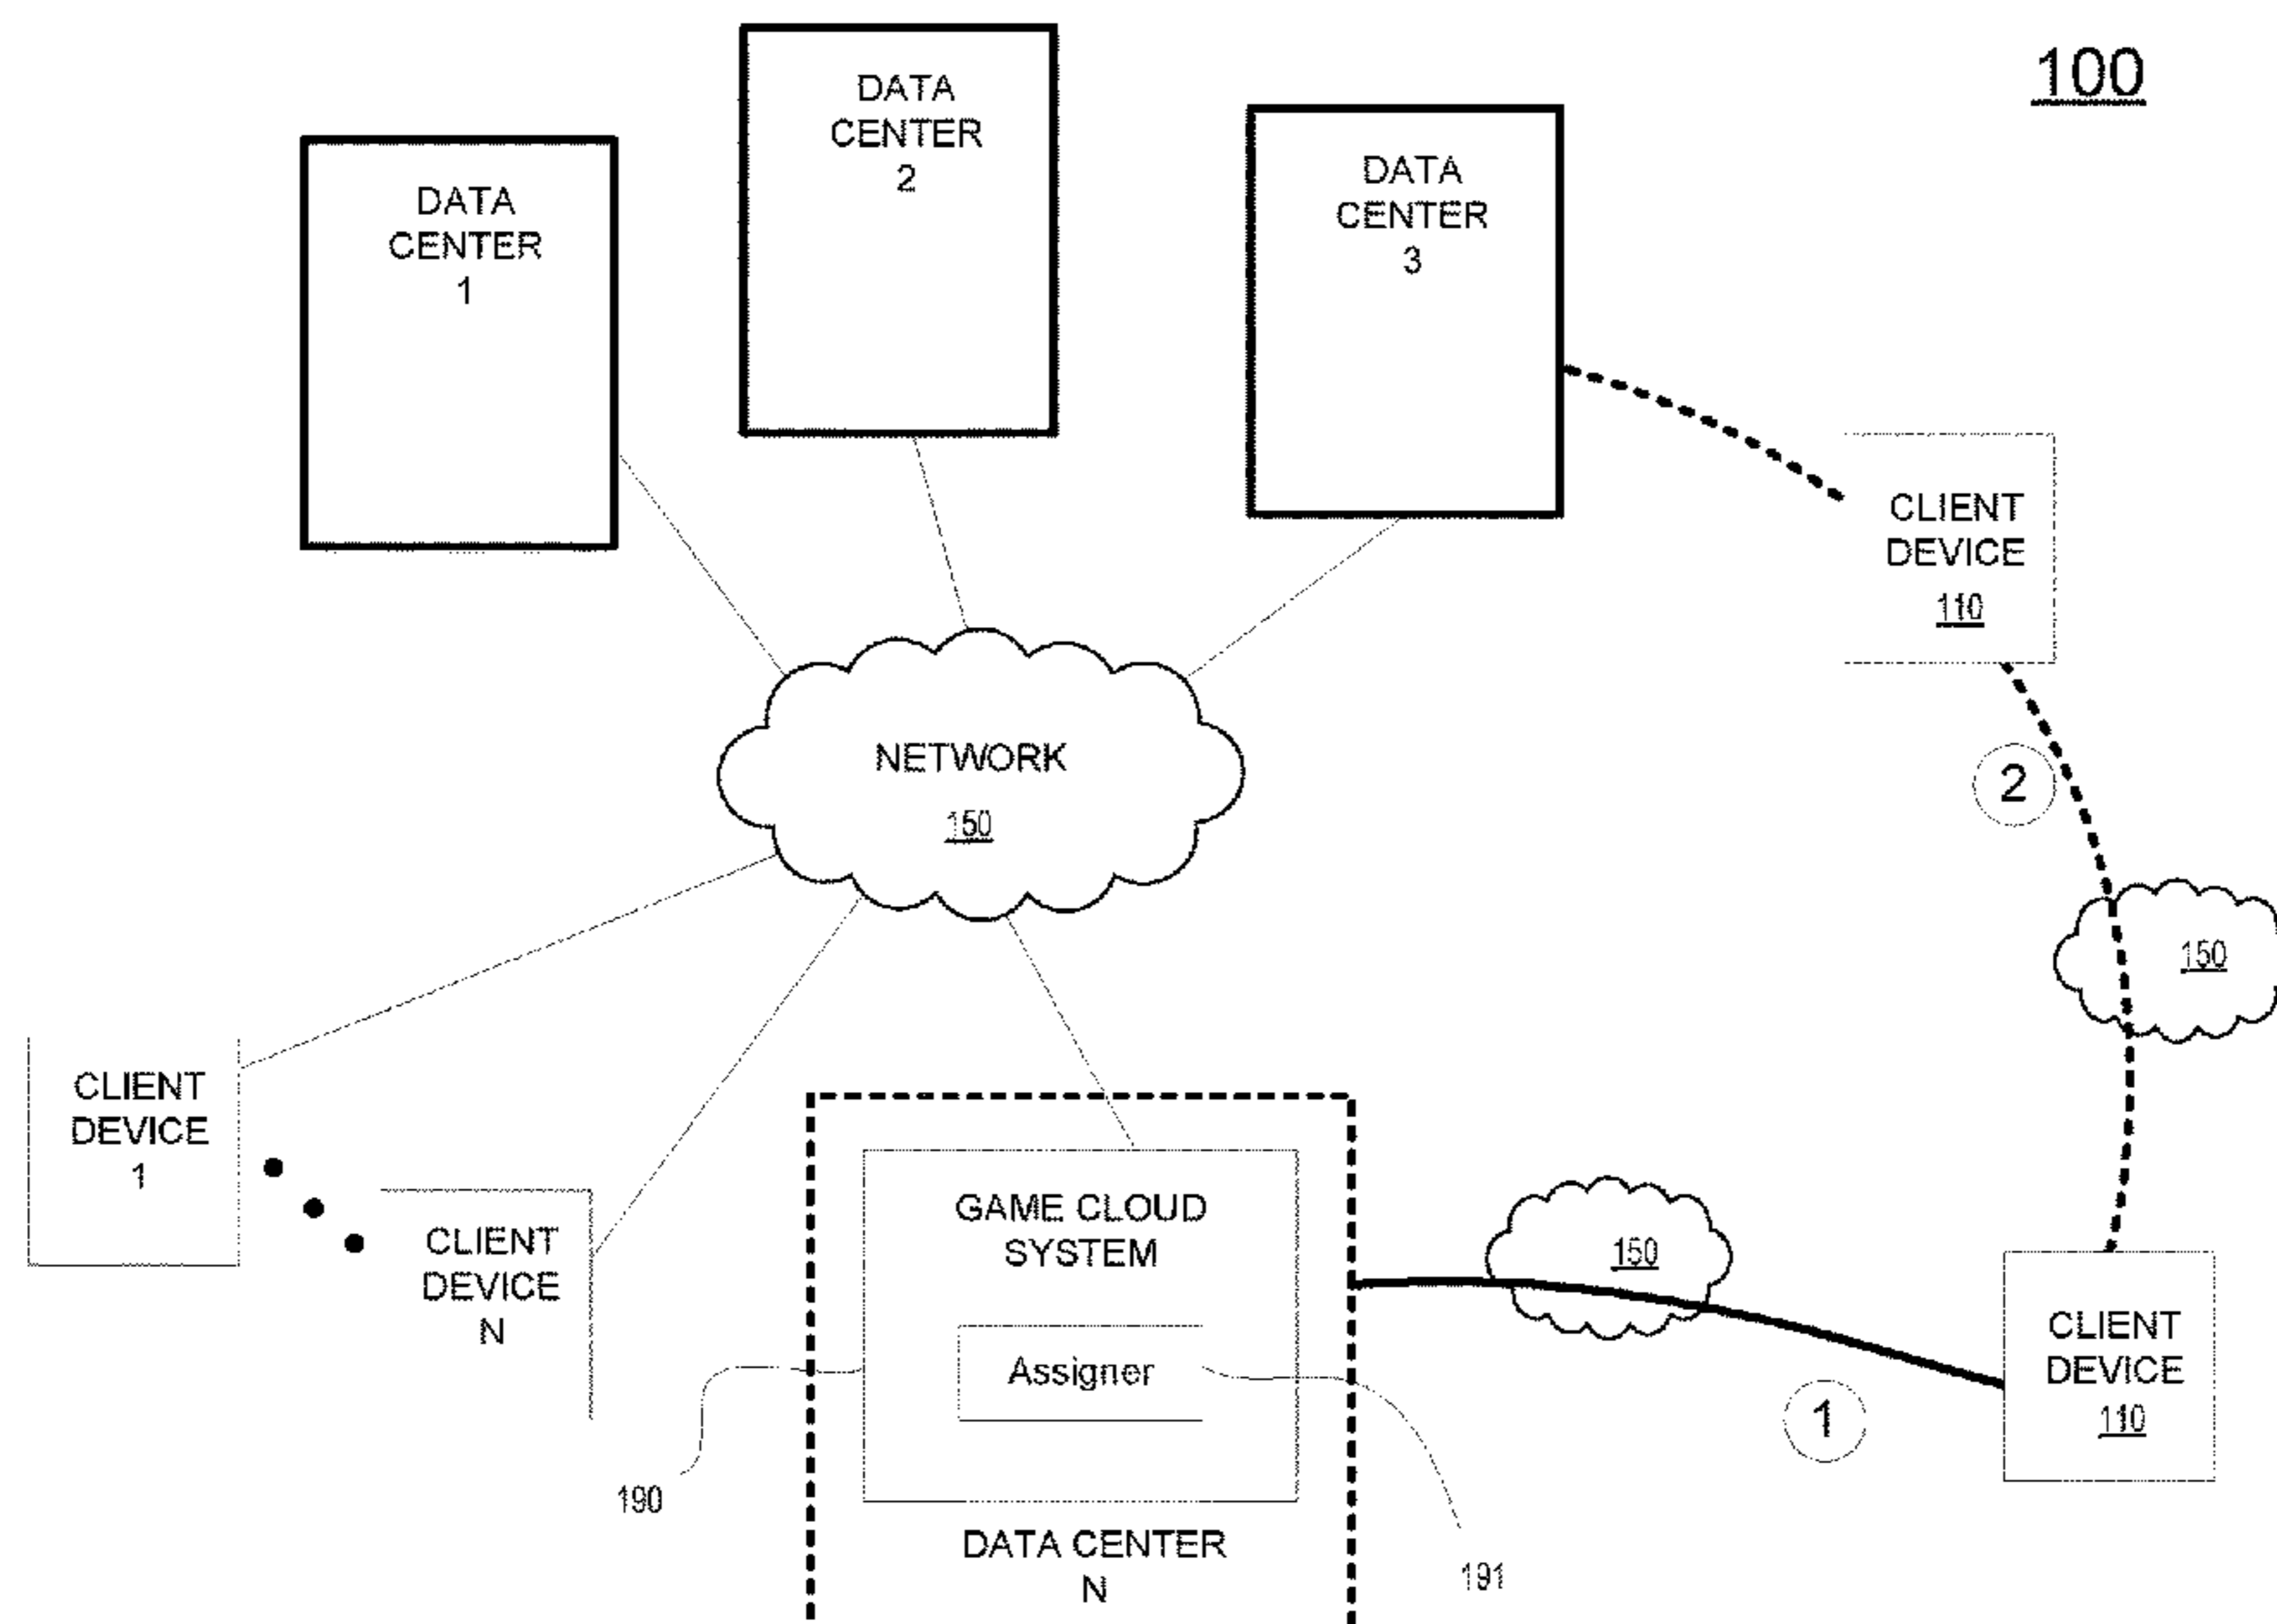 100
DATA
CENTER
1
DATA
CENTER
2
DATA
CENTER
3
CLIENT
DEVICE
110
NETWORK
150
2
150
CLIENT
DEVICE
1
CLIENT
DEVICE
N
GAME CLOUD
SYSTEM
Assigner
190
DATA CENTER
N
191
150
1
CLIENT
DEVICE
110